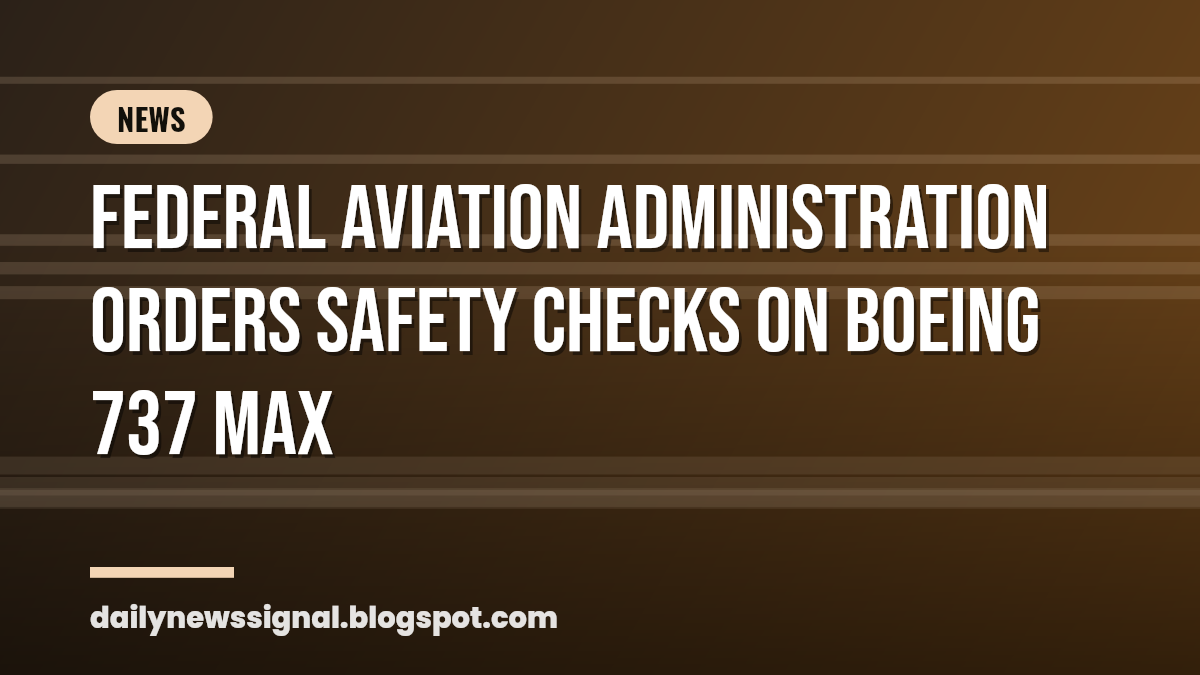 NEWS
FEDERAL AVIATION ADMINISTRATION
ORDERS SAFETY CHECKS ON BOEING
737 MAX
dailynewssignal.blogspot.com